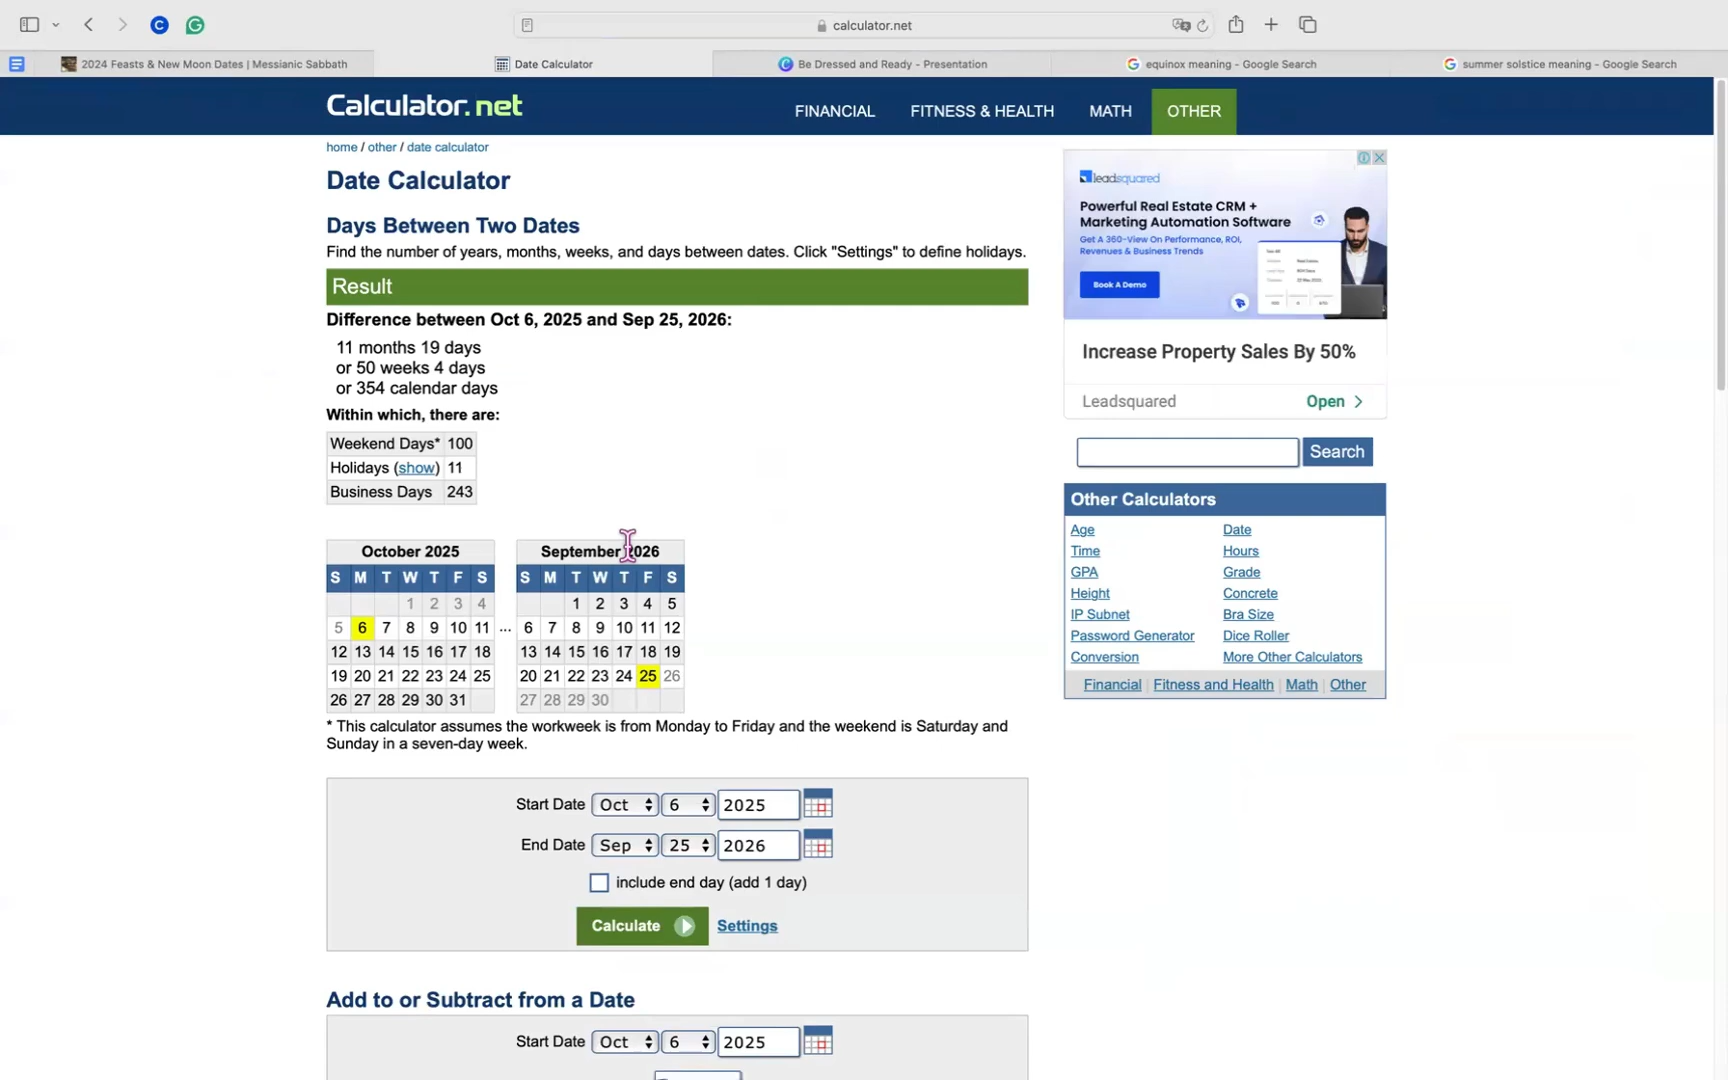 calculator.net
2024 Feasts & New Moon Dates | Messianic Sabbath
Date Calculator
Be Dressed and Ready - Presentation
equinox meaning - Google Search
summer solstice meaning - Google Search
Calculator.net
FINANCIAL FITNESS & HEALTH MATH OTHER
home / other / date calculator
Date Calculator
Days Between Two Dates
Find the number of years, months, weeks, and days between dates. Click "Settings" to define holidays.
Result
Difference between Oct 6, 2025 and Sep 25, 2026:
11 months 19 days
or 50 weeks 4 days
or 354 calendar days
Within which, there are:
Weekend Days* 100
Holidays (show) 11
Business Days 243
October 2025
S M T W T F S
1 2 3 4
5 6 7 8 9 10 11
12 13 14 15 16 17 18
19 20 21 22 23 24 25
26 27 28 29 30 31
...
September 2026
S M T W T F S
1 2 3 4 5
6 7 8 9 10 11 12
13 14 15 16 17 18 19
20 21 22 23 24 25 26
27 28 29 30
* This calculator assumes the workweek is from Monday to Friday and the weekend is Saturday and
Sunday in a seven-day week.
Start Date Oct 6 2025
End Date Sep 25 2026
include end day (add 1 day)
Calculate Settings
Add to or Subtract from a Date
Start Date Oct 6 2025
leadsquared
Powerful Real Estate CRM +
Marketing Automation Software
Get A 360-View On Performance, ROI,
Revenues & Business Trends
Book A Demo
Increase Property Sales By 50%
Leadsquared Open
Search
Other Calculators
Age Date
Time Hours
GPA Grade
Height Concrete
IP Subnet Bra Size
Password Generator Dice Roller
Conversion More Other Calculators
Financial | Fitness and Health | Math | Other